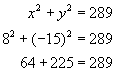 x² + y² = 289
8² + (−15)² = 289
64 + 225 = 289